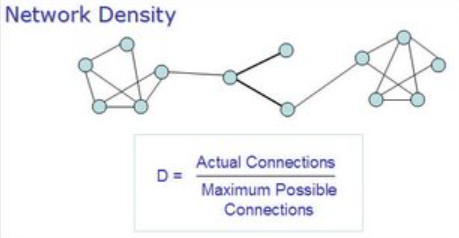 Network Density
D = Actual Connections
Maximum Possible
Connections